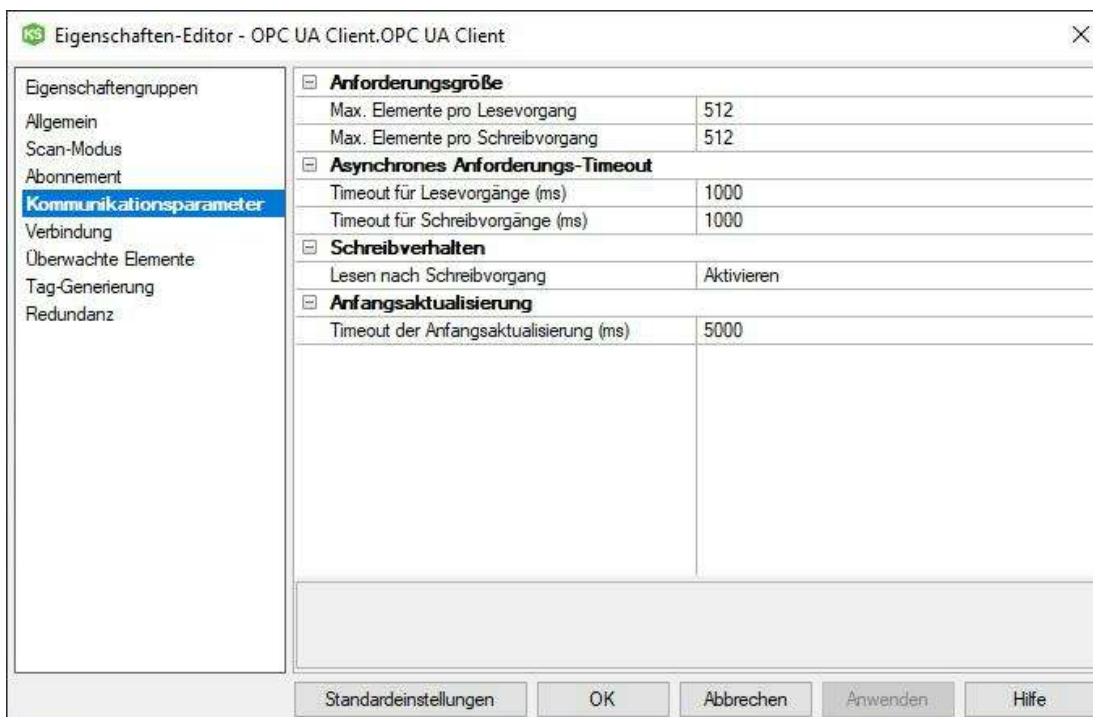 KS Eigenschaften-Editor - OPC UA Client.OPC UA Client
Eigenschaftengruppen
Allgemein
Scan-Modus
Abonnement
Kommunikationsparameter
Verbindung
Überwachte Elemente
Tag-Generierung
Redundanz
Anforderungsgröße
Max. Elemente pro Lesevorgang 512
Max. Elemente pro Schreibvorgang 512
Asynchrones Anforderungs-Timeout
Timeout für Lesevorgänge (ms) 1000
Timeout für Schreibvorgänge (ms) 1000
Schreibverhalten
Lesen nach Schreibvorgang Aktivieren
Anfangsaktualisierung
Timeout der Anfangsaktualisierung (ms) 5000
Standardeinstellungen OK Abbrechen Anwenden Hilfe